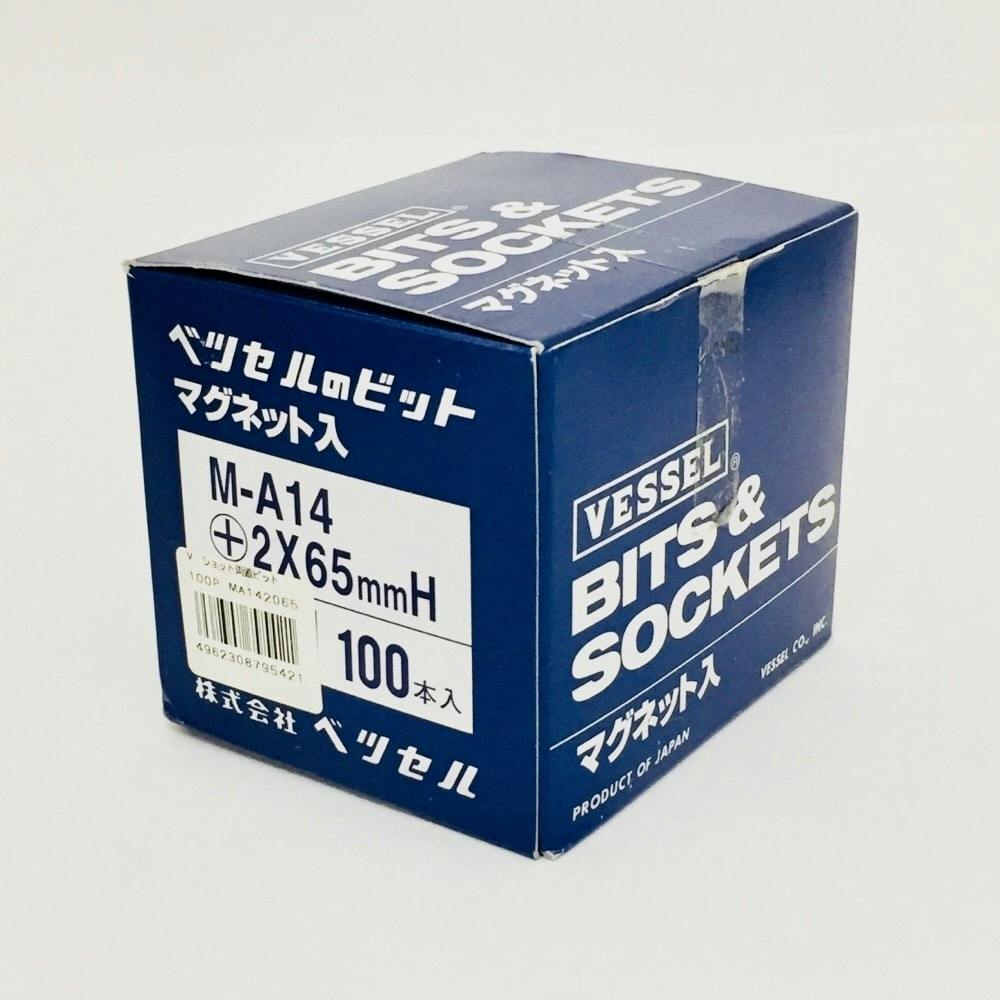 VESSEL®
BITS &
SOCKETS
マグネット入
ベッセルのビット
マグネット入
M-A14
⊕2X65mmH
100本入
V ショット両頭ビット
100P MA142065
4962308795421
株式会社 ベッセル
VESSEL®
BITS &
SOCKETS
マグネット入
VESSEL CO., INC.
PRODUCT OF JAPAN